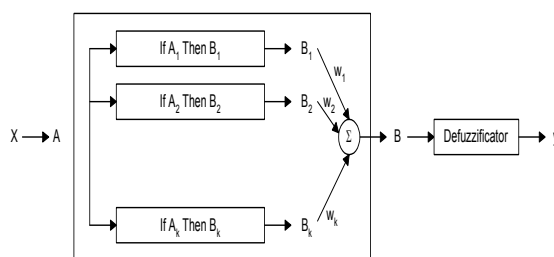 If A₁ Then B₁ B₁ w₁
If A₂ Then B₂ B₂ w₂
X A Σ B Defuzzificator y
If Aₖ Then Bₖ Bₖ wₖ